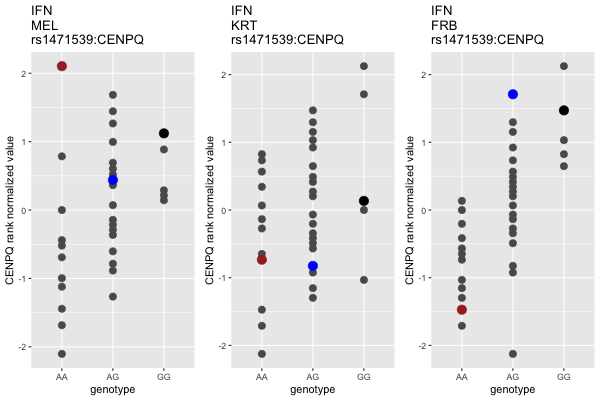 IFN
MEL
rs1471539:CENPQ
CENPQ rank normalized value
2
1
0
-1
-2
AA
AG
GG
genotype
IFN
KRT
rs1471539:CENPQ
CENPQ rank normalized value
2
1
0
-1
-2
AA
AG
GG
genotype
IFN
FRB
rs1471539:CENPQ
CENPQ rank normalized value
2
1
0
-1
-2
AA
AG
GG
genotype